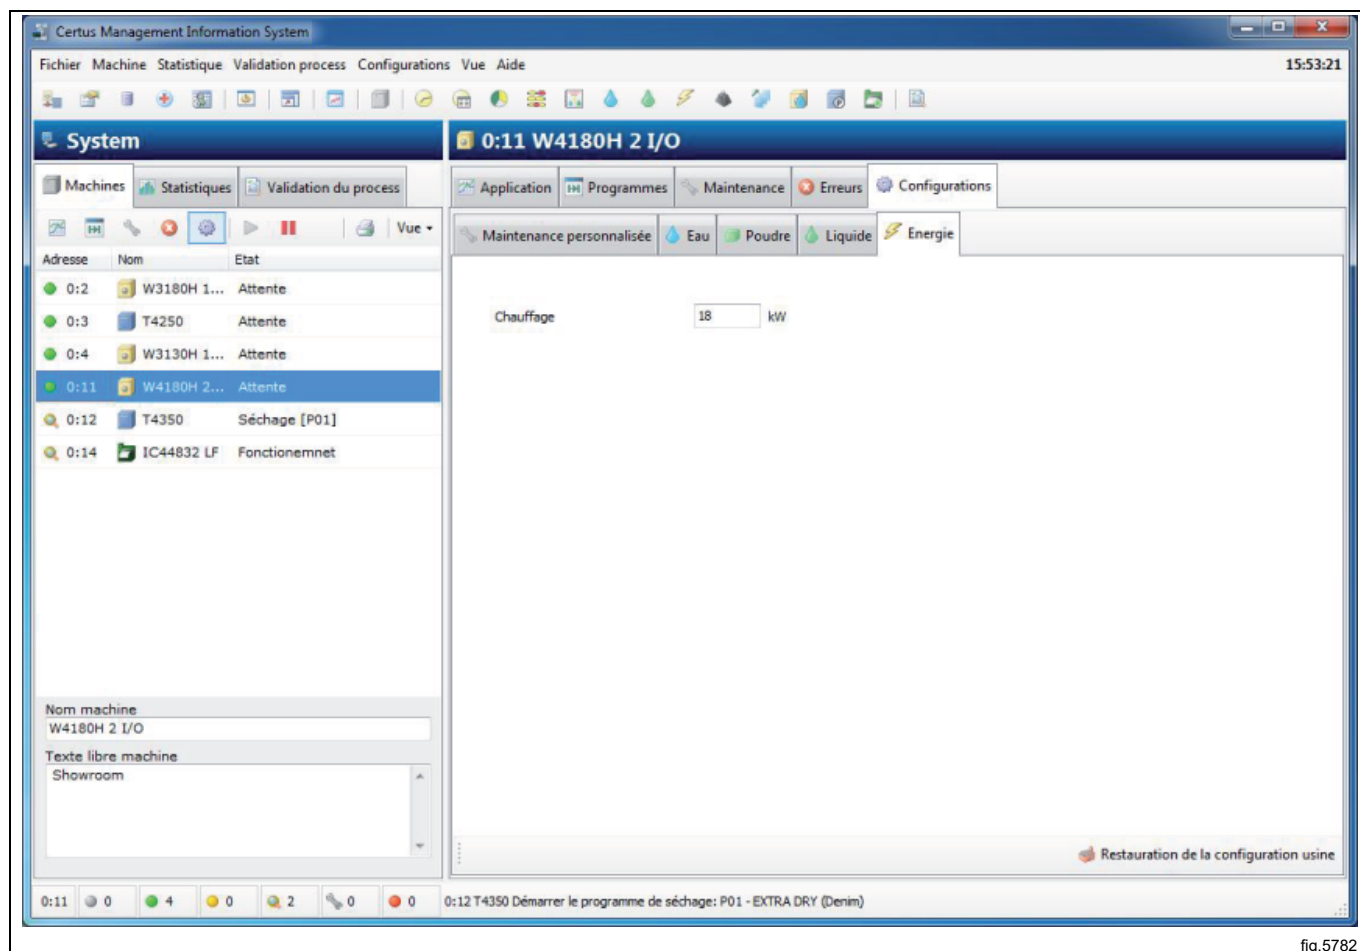 Certus Management Information System
Fichier Machine Statistique Validation process Configurations Vue Aide 15:53:21
System
0:11 W4180H 2 I/O
Machines Statistiques Validation du process
Application Programmes Maintenance Erreurs Configurations
Vue
Maintenance personnalisée Eau Poudre Liquide Energie
Adresse Nom Etat
0:2 W3180H 1... Attente
0:3 T4250 Attente
0:4 W3130H 1... Attente
0:11 W4180H 2... Attente
0:12 T4350 Séchage [P01]
0:14 IC44832 LF Fonctionemnet
Chauffage 18 kW
Nom machine
W4180H 2 I/O
Texte libre machine
Showroom
Restauration de la configuration usine
0:11 0 4 0 2 0 0 0:12 T4350 Démarrer le programme de séchage: P01 - EXTRA DRY (Denim)
fig.5782